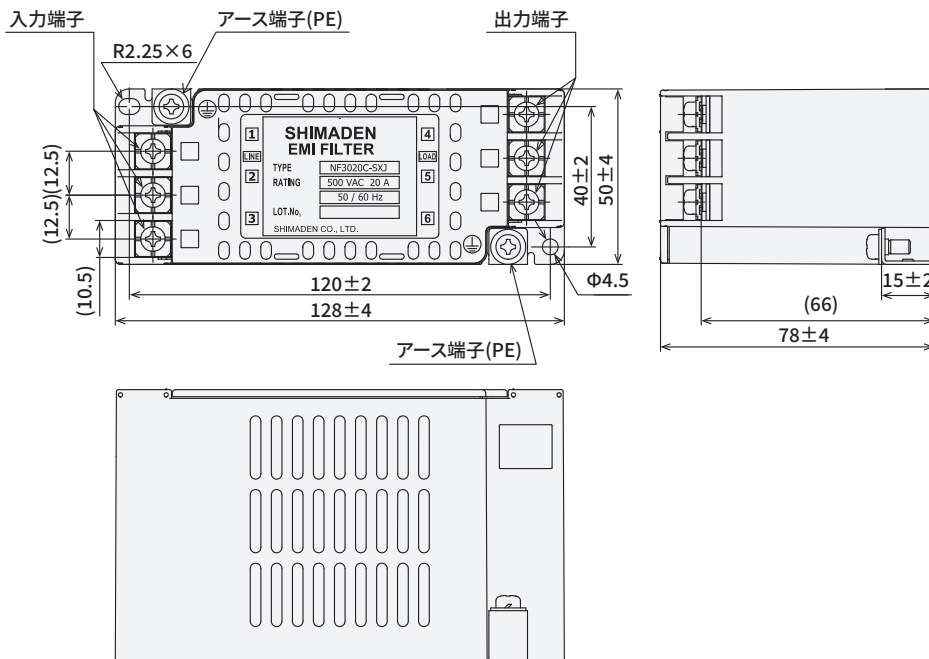 入力端子
アース端子(PE)
出力端子
R2.25×6
1
SHIMADEN
EMI FILTER
4
LINE
LOAD
TYPE
NF3020C-SXJ
2
RATING
500 VAC 20 A
5
50 / 60 Hz
LOT.No,
3
6
SHIMADEN CO., LTD.
(12.5)
(12.5)
(10.5)
40±2
50±4
120±2
Φ4.5
128±4
アース端子(PE)
15±2
(66)
78±4